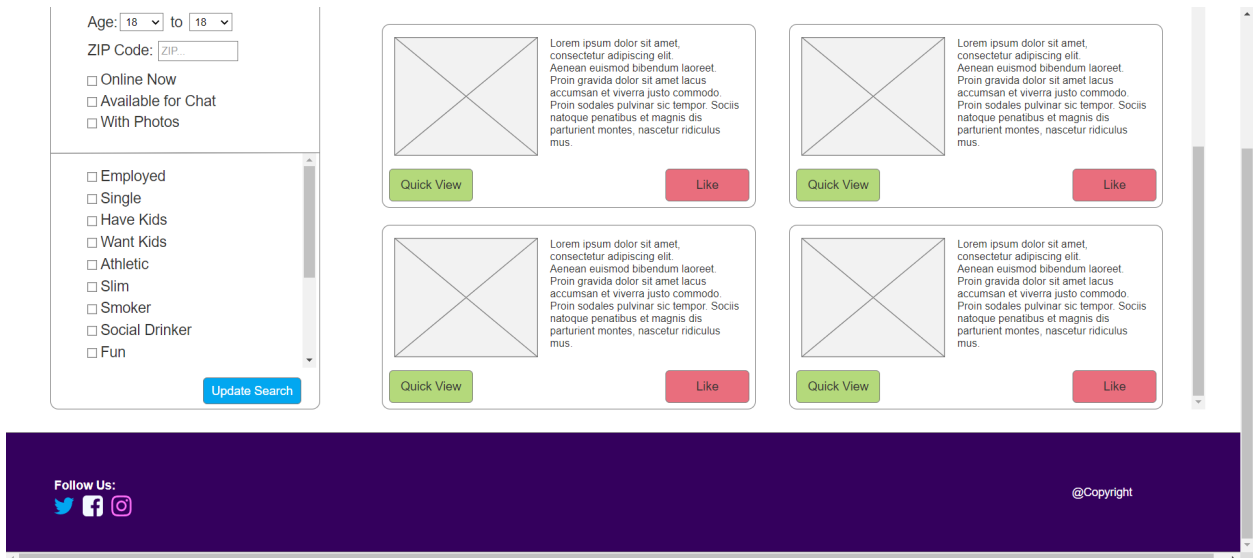 Age: 18 to 18
ZIP Code: ZIP...
Online Now
Available for Chat
With Photos
Employed
Single
Have Kids
Want Kids
Athletic
Slim
Smoker
Social Drinker
Fun
Update Search
Lorem ipsum dolor sit amet,
consectetur adipiscing elit.
Aenean euismod bibendum laoreet.
Proin gravida dolor sit amet lacus
accumsan et viverra justo commodo.
Proin sodales pulvinar sic tempor. Sociis
natoque penatibus et magnis dis
parturient montes, nascetur ridiculus
mus.
Quick View
Like
Lorem ipsum dolor sit amet,
consectetur adipiscing elit.
Aenean euismod bibendum laoreet.
Proin gravida dolor sit amet lacus
accumsan et viverra justo commodo.
Proin sodales pulvinar sic tempor. Sociis
natoque penatibus et magnis dis
parturient montes, nascetur ridiculus
mus.
Quick View
Like
Lorem ipsum dolor sit amet,
consectetur adipiscing elit.
Aenean euismod bibendum laoreet.
Proin gravida dolor sit amet lacus
accumsan et viverra justo commodo.
Proin sodales pulvinar sic tempor. Sociis
natoque penatibus et magnis dis
parturient montes, nascetur ridiculus
mus.
Quick View
Like
Lorem ipsum dolor sit amet,
consectetur adipiscing elit.
Aenean euismod bibendum laoreet.
Proin gravida dolor sit amet lacus
accumsan et viverra justo commodo.
Proin sodales pulvinar sic tempor. Sociis
natoque penatibus et magnis dis
parturient montes, nascetur ridiculus
mus.
Quick View
Like
Follow Us:
@Copyright